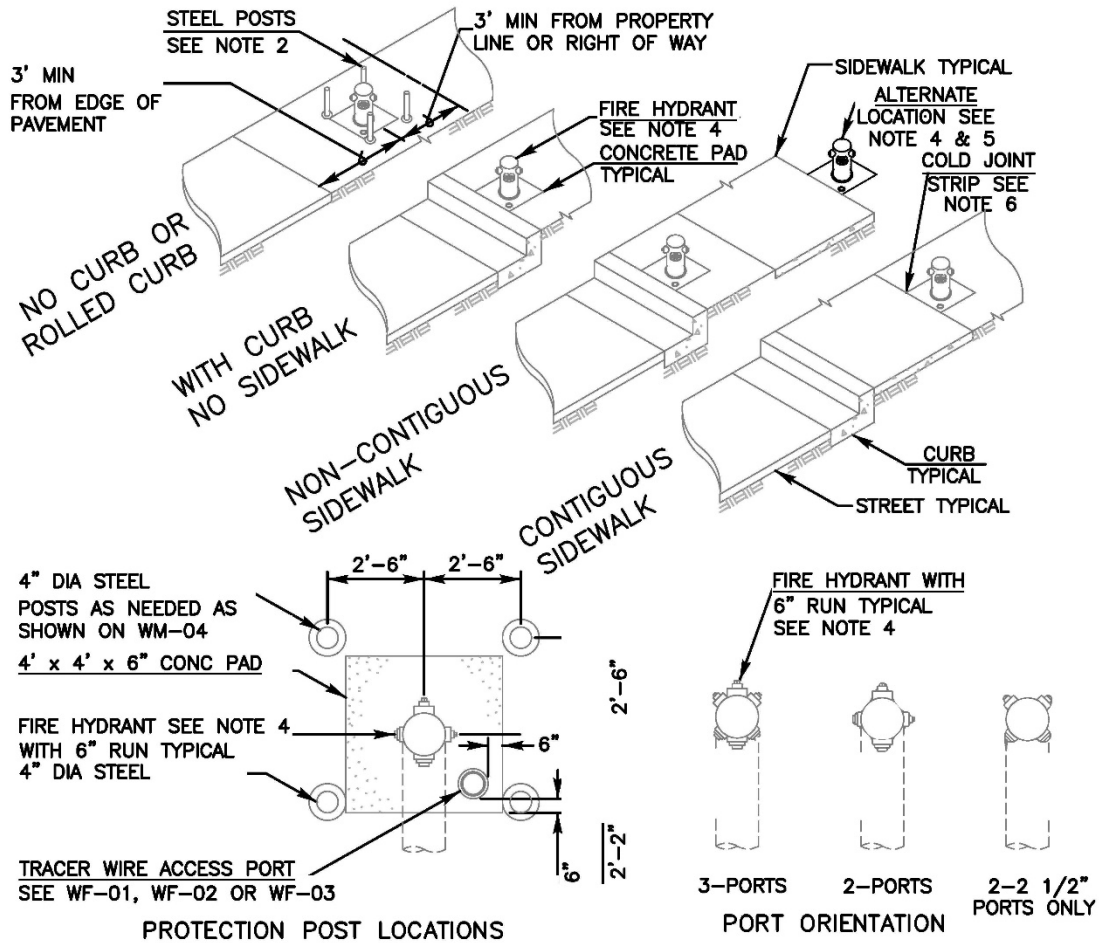 STEEL POSTS
SEE NOTE 2
3' MIN FROM PROPERTY
LINE OR RIGHT OF WAY
3' MIN
FROM EDGE OF
PAVEMENT
FIRE HYDRANT
SEE NOTE 4
CONCRETE PAD
TYPICAL
SIDEWALK TYPICAL
ALTERNATE
LOCATION SEE
NOTE 4 & 5
COLD JOINT
STRIP SEE
NOTE 6
NO CURB OR
ROLLED CURB
WITH CURB
NO SIDEWALK
NON-CONTIGUOUS
SIDEWALK
CONTIGUOUS
SIDEWALK
CURB
TYPICAL
STREET TYPICAL
4" DIA STEEL
POSTS AS NEEDED AS
SHOWN ON WM-04
4' x 4' x 6" CONC PAD
FIRE HYDRANT SEE NOTE 4
WITH 6" RUN TYPICAL
4" DIA STEEL
TRACER WIRE ACCESS PORT
SEE WF-01, WF-02 OR WF-03
2'-6"
2'-6"
2'-6"
6"
6"
2'-2"
PROTECTION POST LOCATIONS
FIRE HYDRANT WITH
6" RUN TYPICAL
SEE NOTE 4
3-PORTS
2-PORTS
2-2 1/2"
PORTS ONLY
PORT ORIENTATION